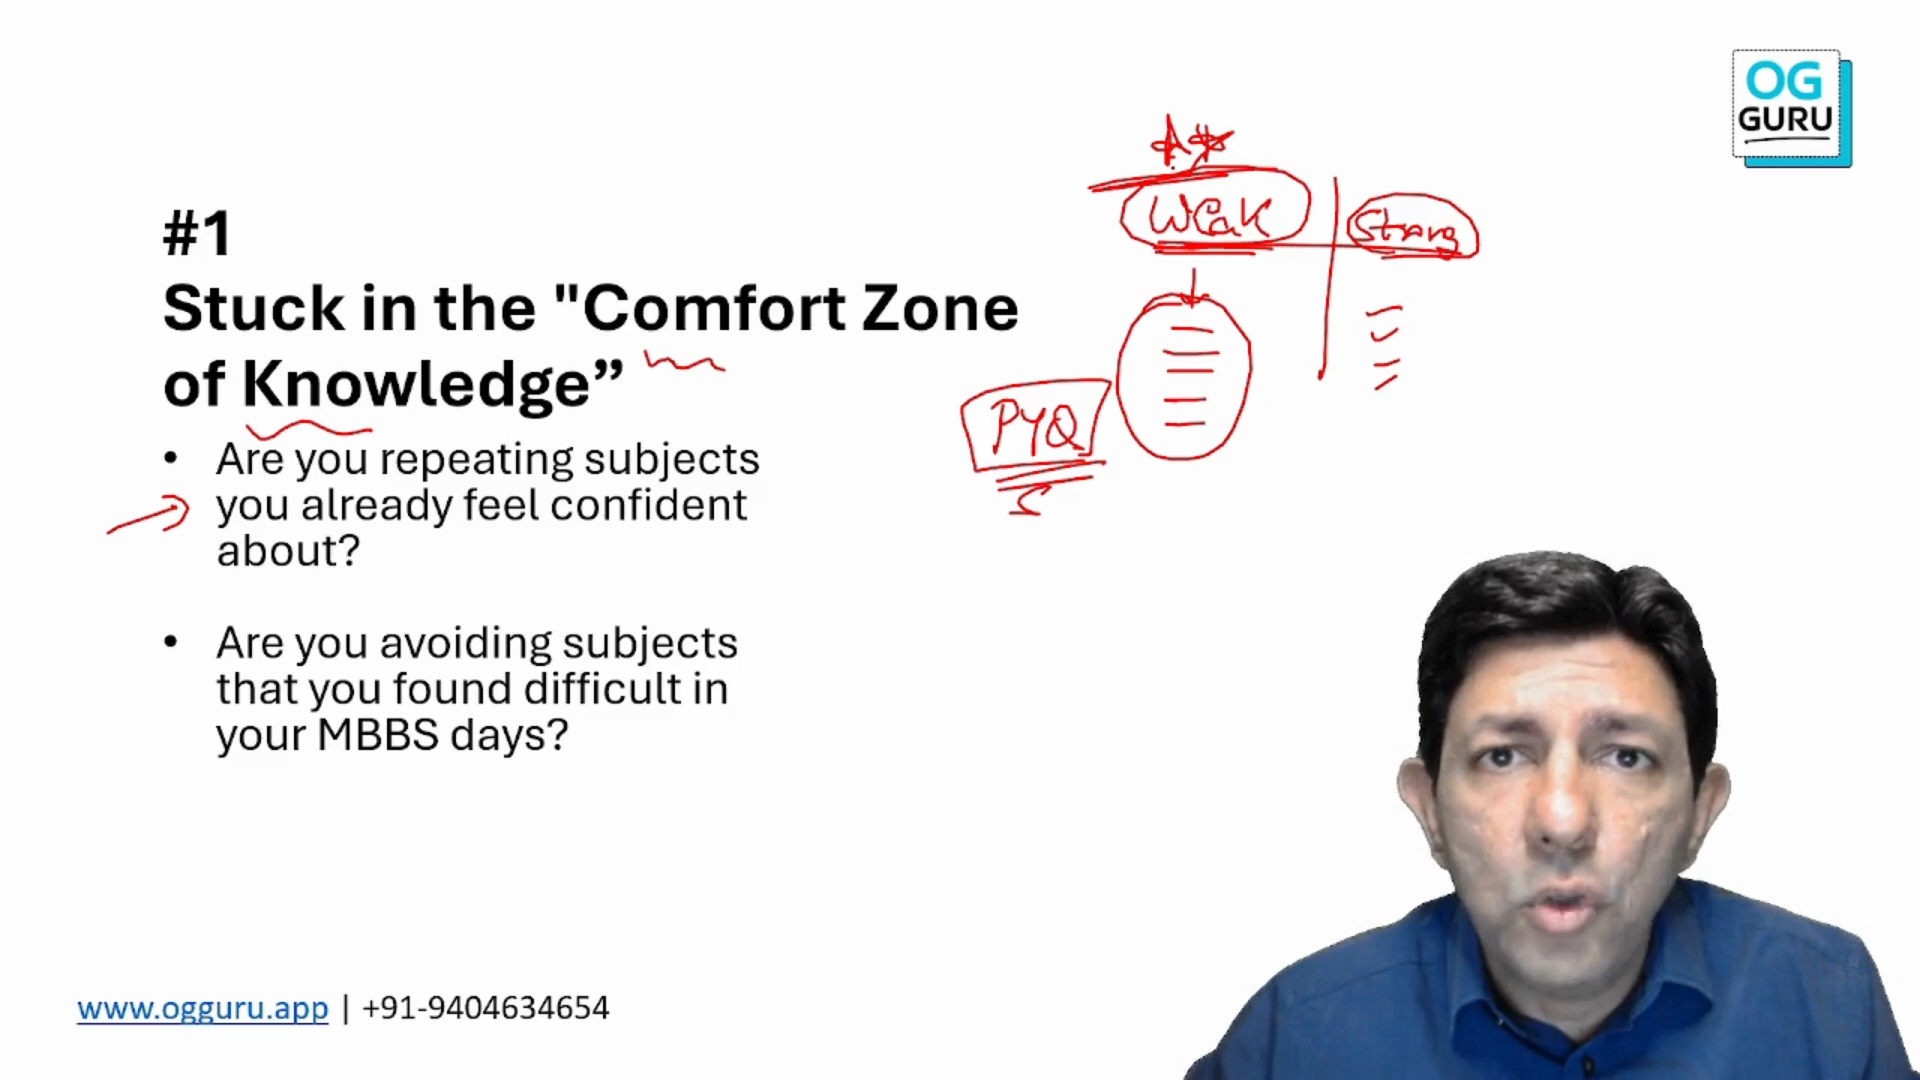 OG
GURU
#1
Stuck in the "Comfort Zone
of Knowledge”
• Are you repeating subjects
you already feel confident
about?
• Are you avoiding subjects
that you found difficult in
your MBBS days?
Weak
Strong
PYQ
www.ogguru.app | +91-9404634654